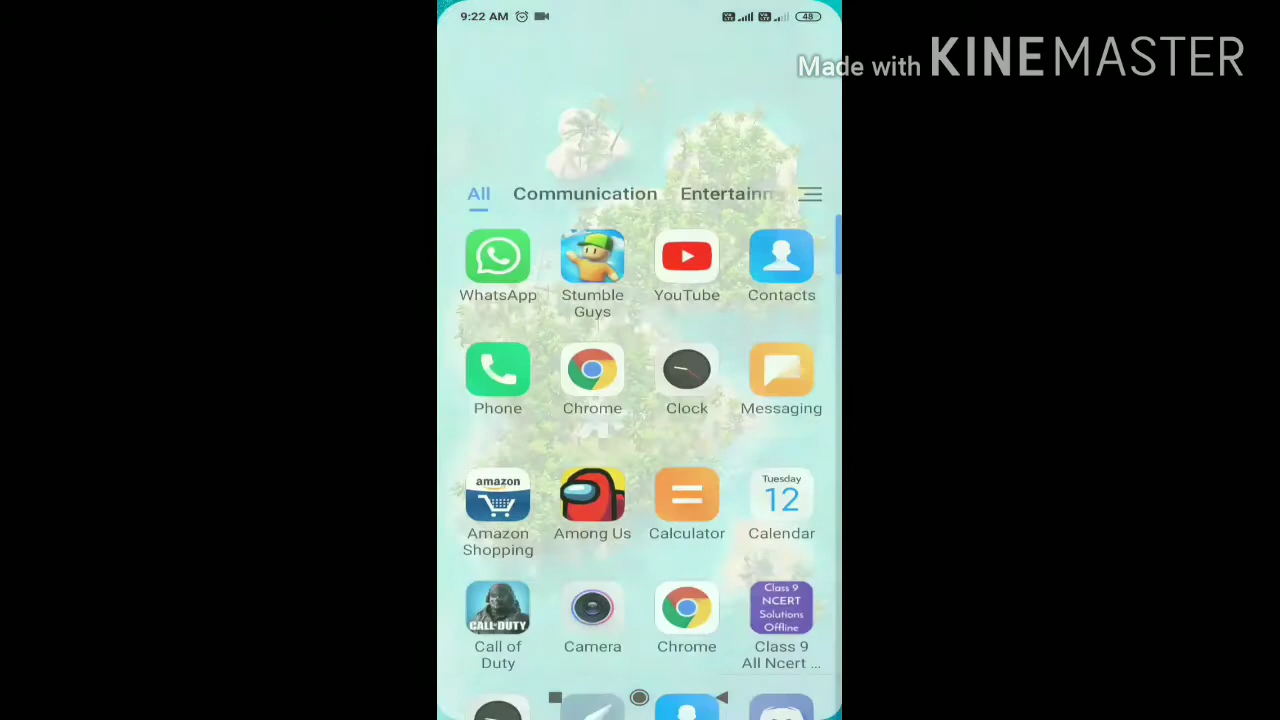 9:22 AM
48
Made with KINEMASTER
All Communication Entertainm
WhatsApp
Stumble
Guys
YouTube
Contacts
Phone
Chrome
Clock
Messaging
amazon
Tuesday
12
Amazon
Shopping
Among Us
Calculator
Calendar
CALL·DUTY
Class 9
NCERT
Solutions
Offline
Call of
Duty
Camera
Chrome
Class 9
All Ncert ...